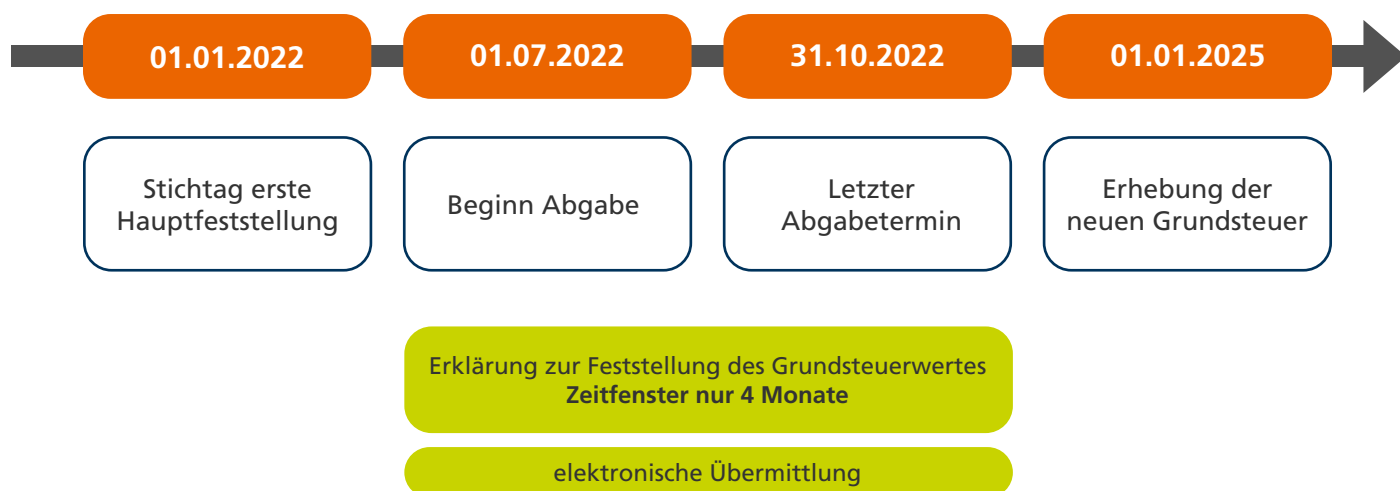 01.01.2022
01.07.2022
31.10.2022
01.01.2025
Stichtag erste
Hauptfeststellung
Beginn Abgabe
Letzter
Abgabetermin
Erhebung der
neuen Grundsteuer
Erklärung zur Feststellung des Grundsteuerwertes
Zeitfenster nur 4 Monate
elektronische Übermittlung